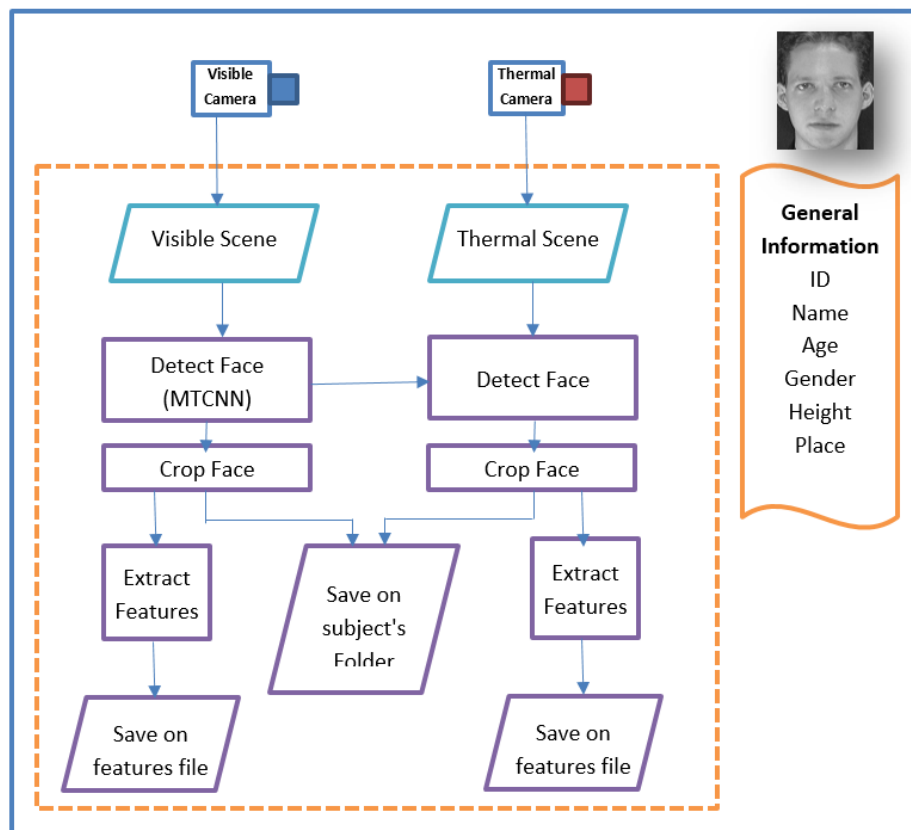 Visible
Camera
Thermal
Camera
Visible Scene
Thermal Scene
Detect Face
(MTCNN)
Detect Face
Crop Face
Crop Face
Extract
Features
Save on
subject's
Folder
Extract
Features
Save on
features file
Save on
features file
General
Information
ID
Name
Age
Gender
Height
Place